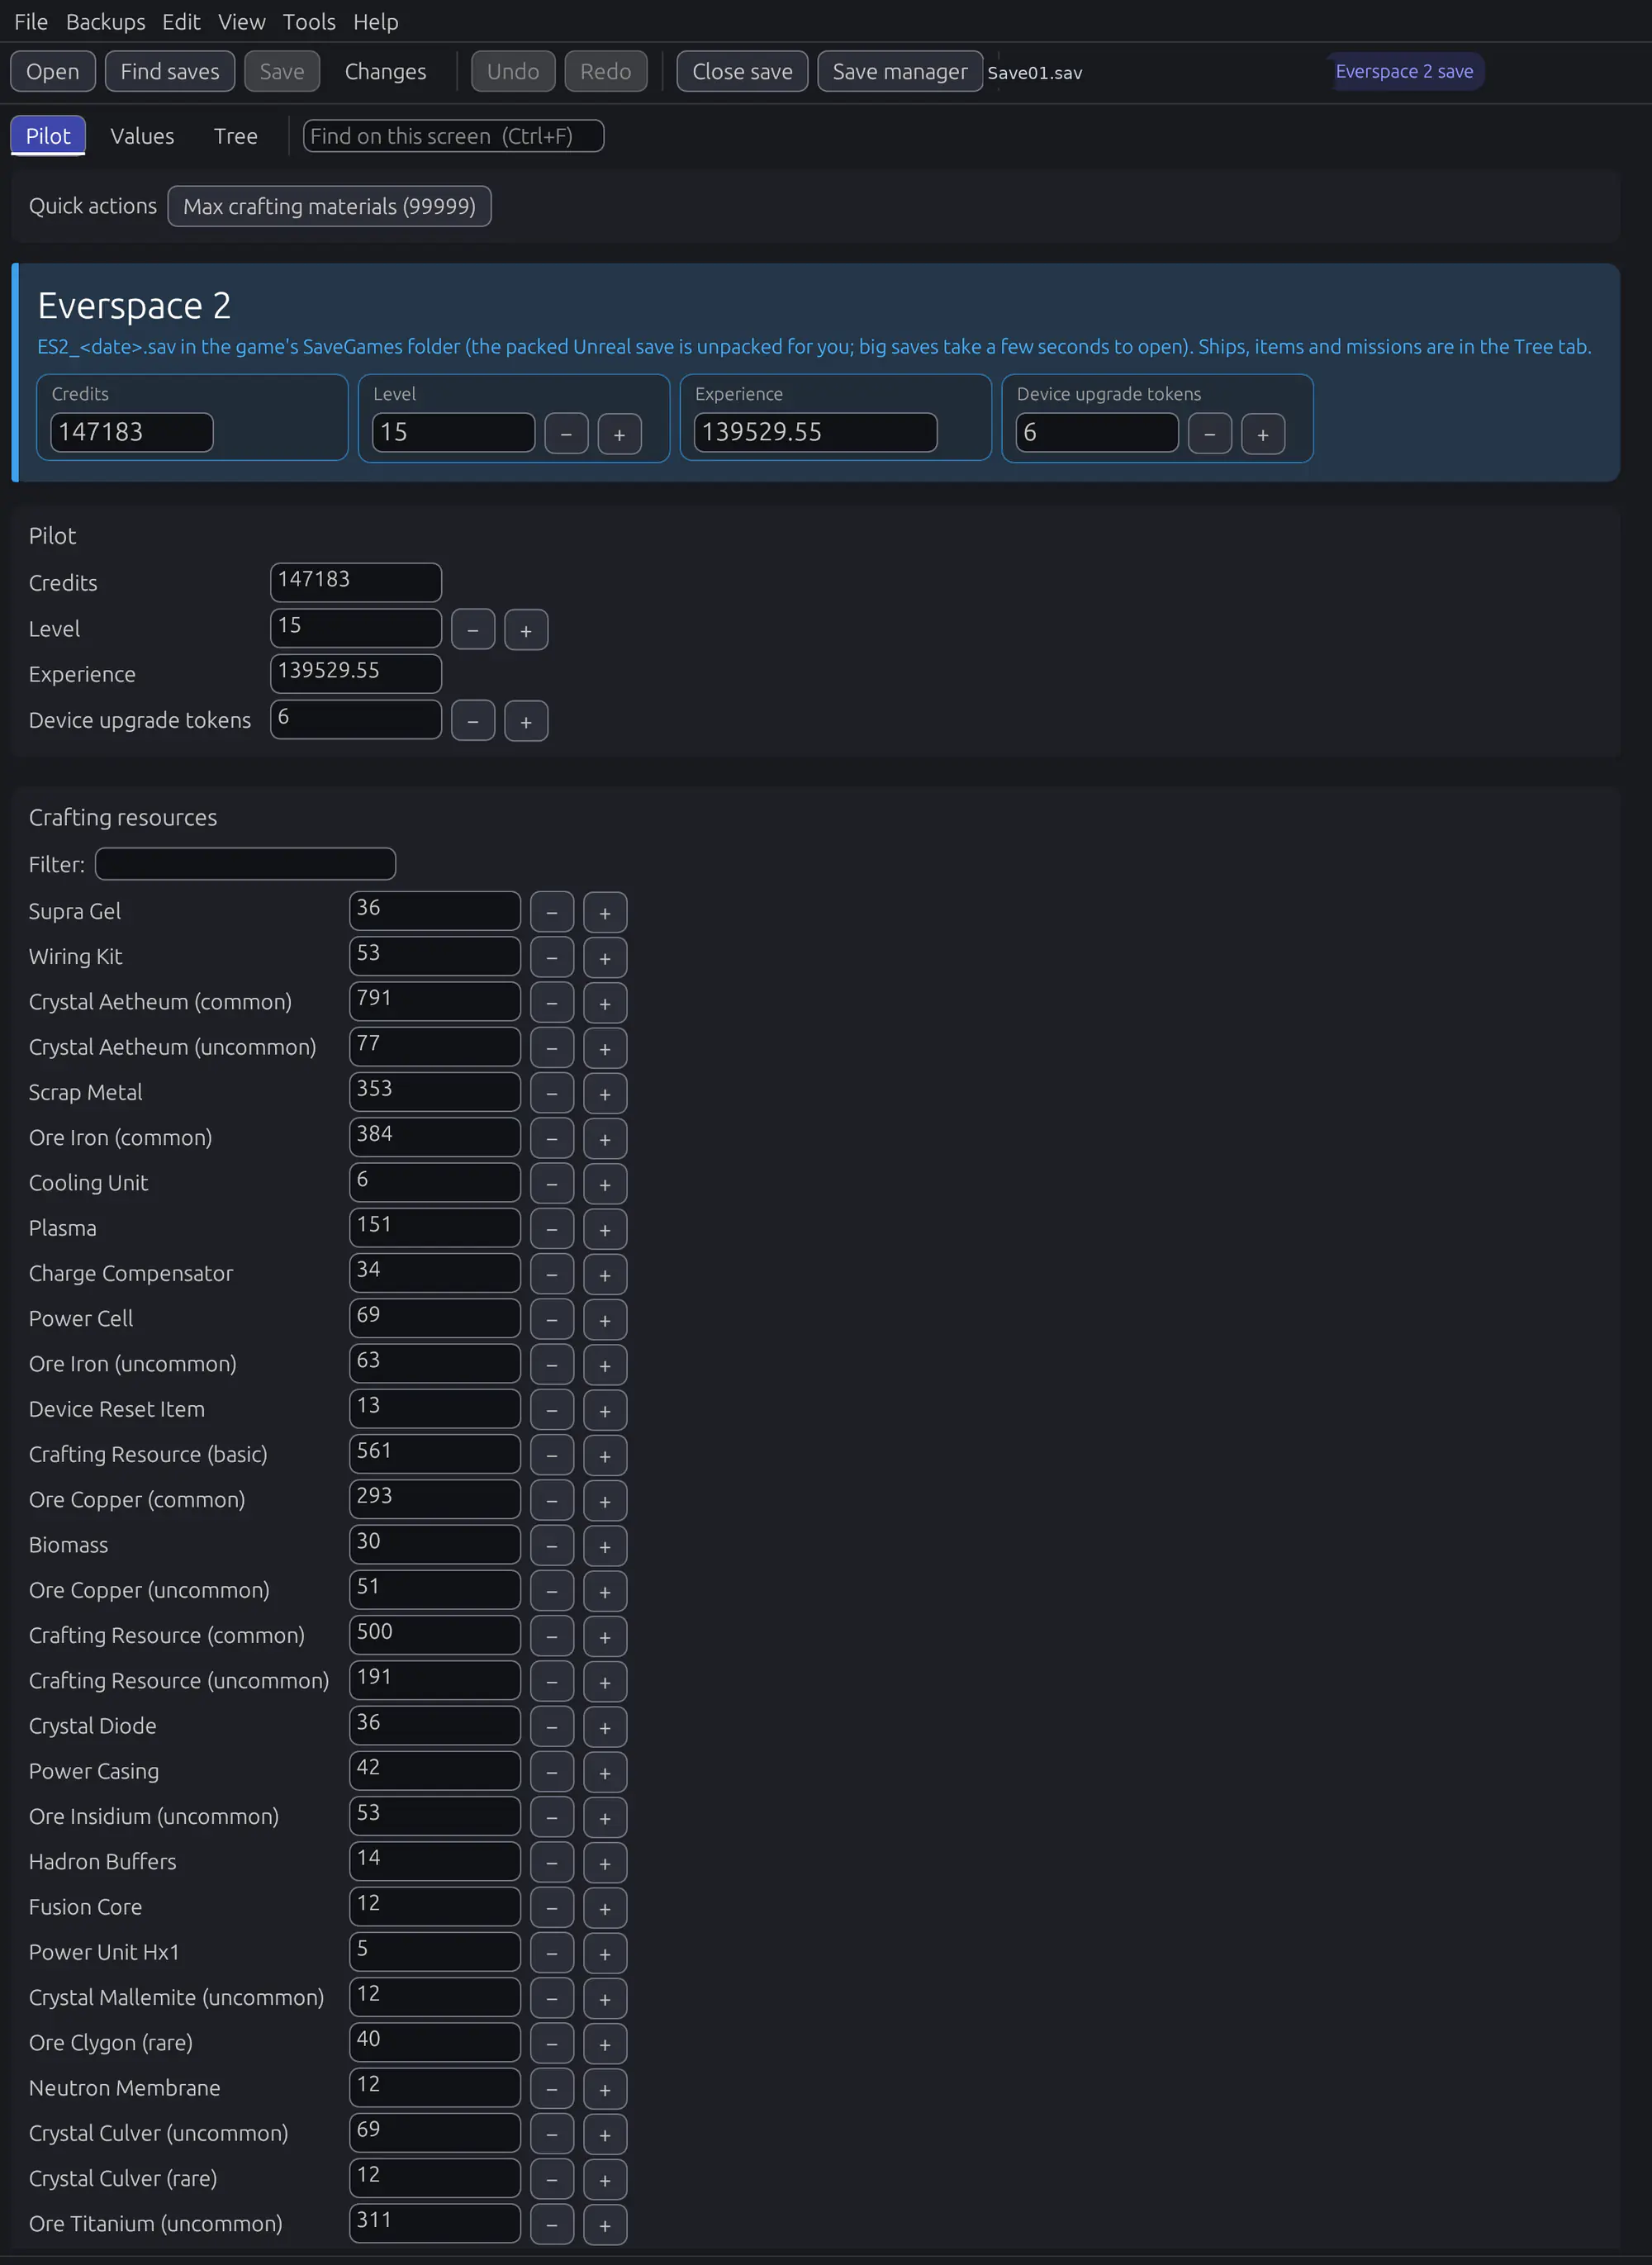 File Backups Edit View Tools Help
Open Find saves Save Changes Undo Redo Close save Save manager Save01.sav Everspace 2 save
Pilot Values Tree Find on this screen (Ctrl+F)
Quick actions Max crafting materials (99999)
Everspace 2
ES2_<date>.sav in the game's SaveGames folder (the packed Unreal save is unpacked for you; big saves take a few seconds to open). Ships, items and missions are in the Tree tab.
Credits Level Experience Device upgrade tokens
147183 15 − + 139529.55 6 − +
Pilot
Credits 147183
Level 15 − +
Experience 139529.55
Device upgrade tokens 6 − +
Crafting resources
Filter:
Supra Gel 36 − +
Wiring Kit 53 − +
Crystal Aetheum (common) 791 − +
Crystal Aetheum (uncommon) 77 − +
Scrap Metal 353 − +
Ore Iron (common) 384 − +
Cooling Unit 6 − +
Plasma 151 − +
Charge Compensator 34 − +
Power Cell 69 − +
Ore Iron (uncommon) 63 − +
Device Reset Item 13 − +
Crafting Resource (basic) 561 − +
Ore Copper (common) 293 − +
Biomass 30 − +
Ore Copper (uncommon) 51 − +
Crafting Resource (common) 500 − +
Crafting Resource (uncommon) 191 − +
Crystal Diode 36 − +
Power Casing 42 − +
Ore Insidium (uncommon) 53 − +
Hadron Buffers 14 − +
Fusion Core 12 − +
Power Unit Hx1 5 − +
Crystal Mallemite (uncommon) 12 − +
Ore Clygon (rare) 40 − +
Neutron Membrane 12 − +
Crystal Culver (uncommon) 69 − +
Crystal Culver (rare) 12 − +
Ore Titanium (uncommon) 311 − +